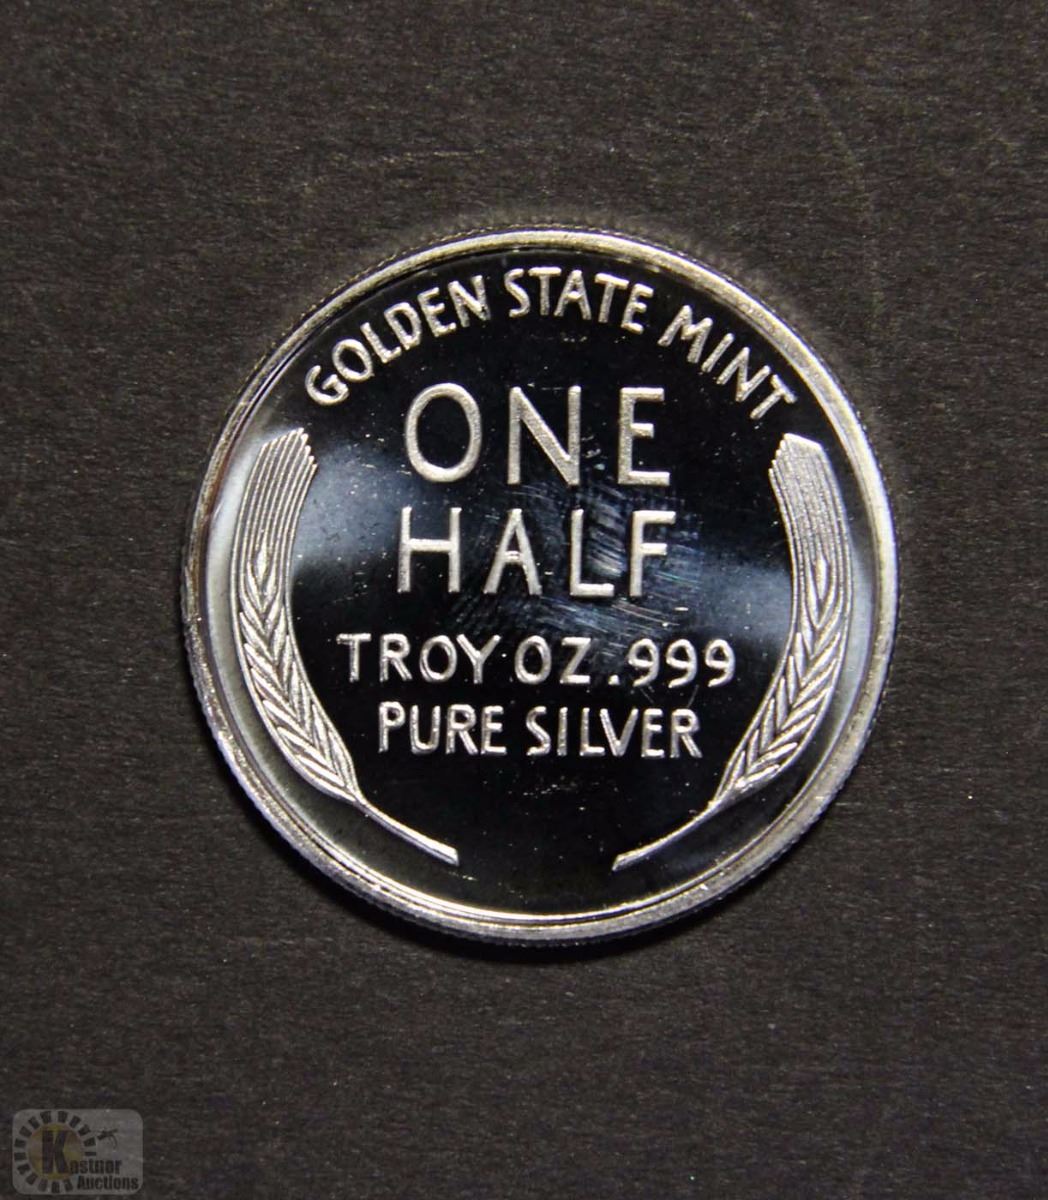 GOLDEN STATE MINT
ONE
HALF
TROY OZ .999
PURE SILVER
Kastner
Auctions